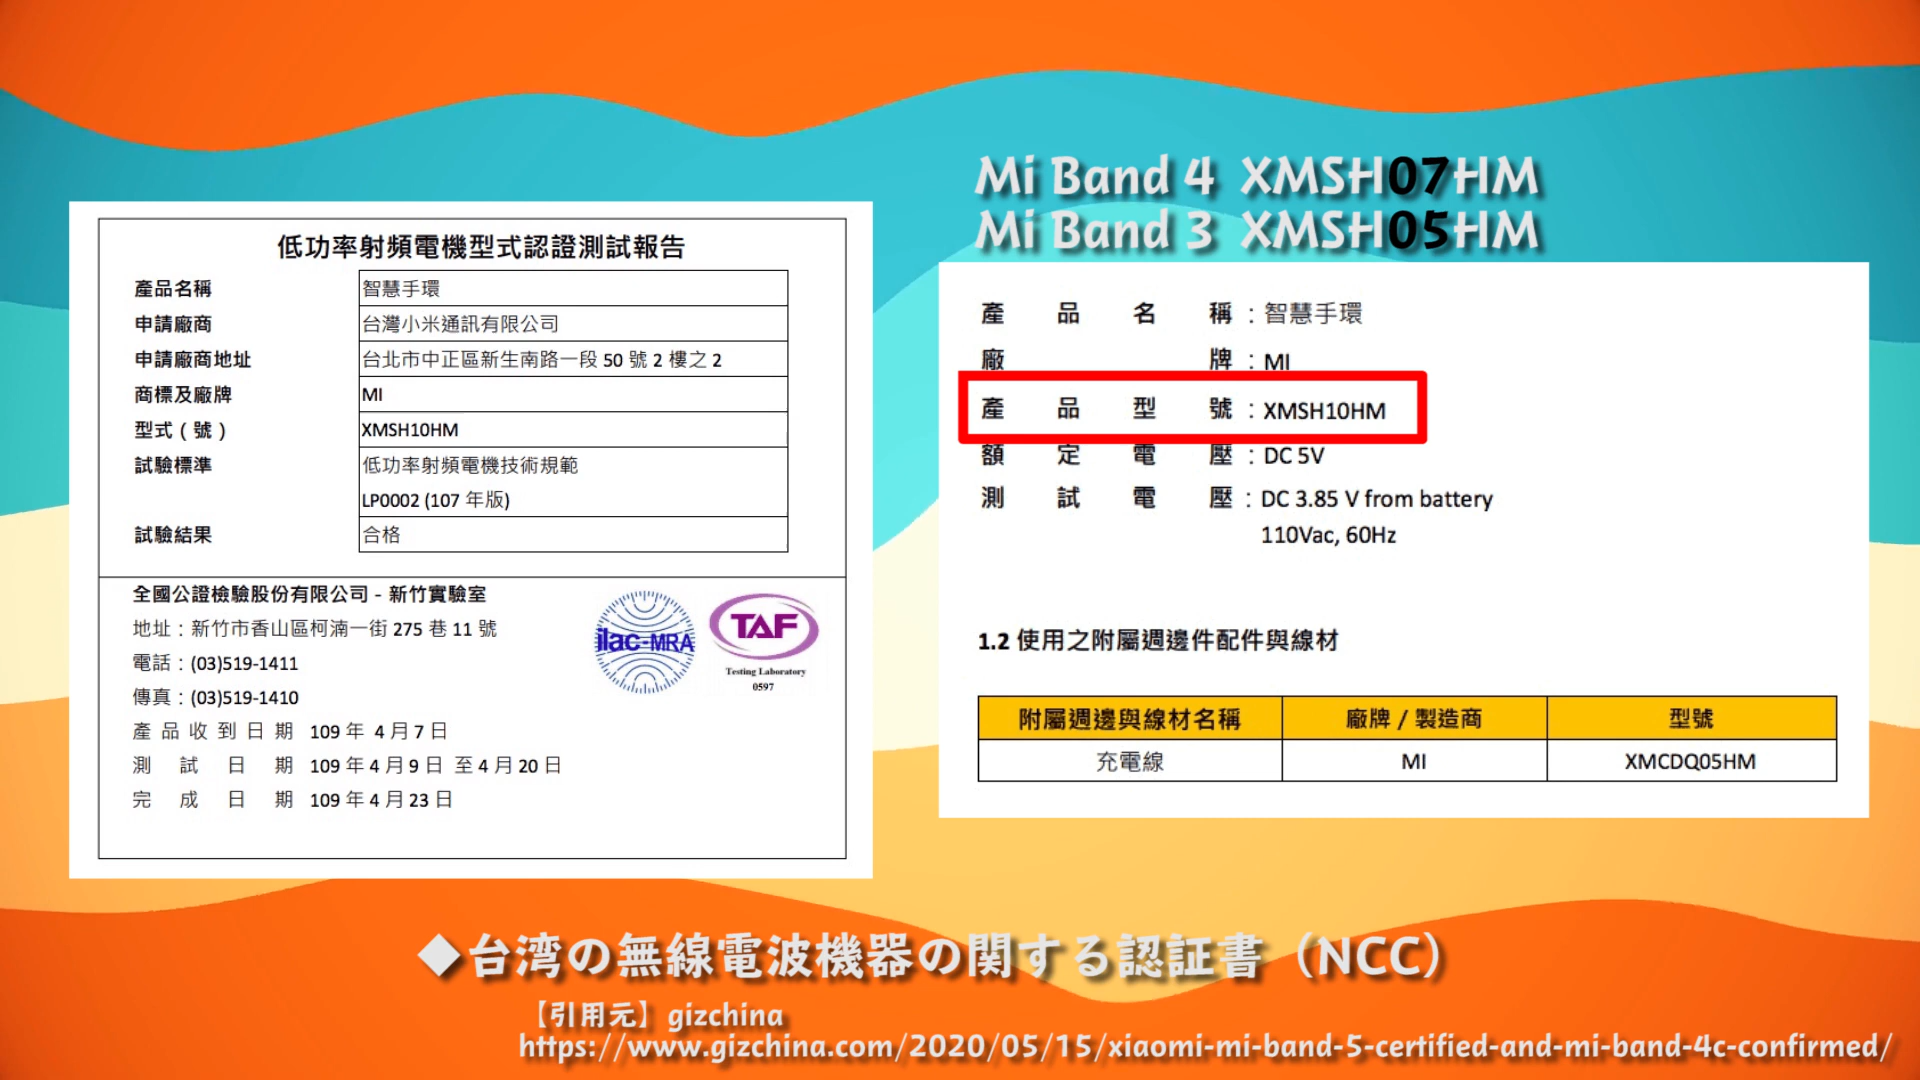 低功率射頻電機型式認證測試報告
產品名稱 智慧手環
申請廠商 台灣小米通訊有限公司
申請廠商地址 台北市中正區新生南路一段 50 號 2 樓之 2
商標及廠牌 MI
型式(號) XMSH10HM
試驗標準 低功率射頻電機技術規範
LP0002 (107 年版)
試驗結果 合格
全國公證檢驗股份有限公司 - 新竹實驗室
地址：新竹市香山區柯湳一街 275 巷 11 號
電話：(03)519-1411
傳真：(03)519-1410
產品收到日期 109 年 4 月 7 日
測試日期 109 年 4 月 9 日 至 4 月 20 日
完成日期 109 年 4 月 23 日
ilac-MRA
TAF
Testing Laboratory
0597
Mi Band 4 XMSH07HM
Mi Band 3 XMSH05HM
產品名稱：智慧手環
廠牌：MI
產品型號：XMSH10HM
額定電壓：DC 5V
測試電壓：DC 3.85 V from battery
110Vac, 60Hz
1.2 使用之附屬週邊件配件與線材
附屬週邊與線材名稱 廠牌 / 製造商 型號
充電線 MI XMCDQ05HM
◆台湾の無線電波機器の関する認証書（NCC）
【引用元】gizchina
https://www.gizchina.com/2020/05/15/xiaomi-mi-band-5-certified-and-mi-band-4c-confirmed/